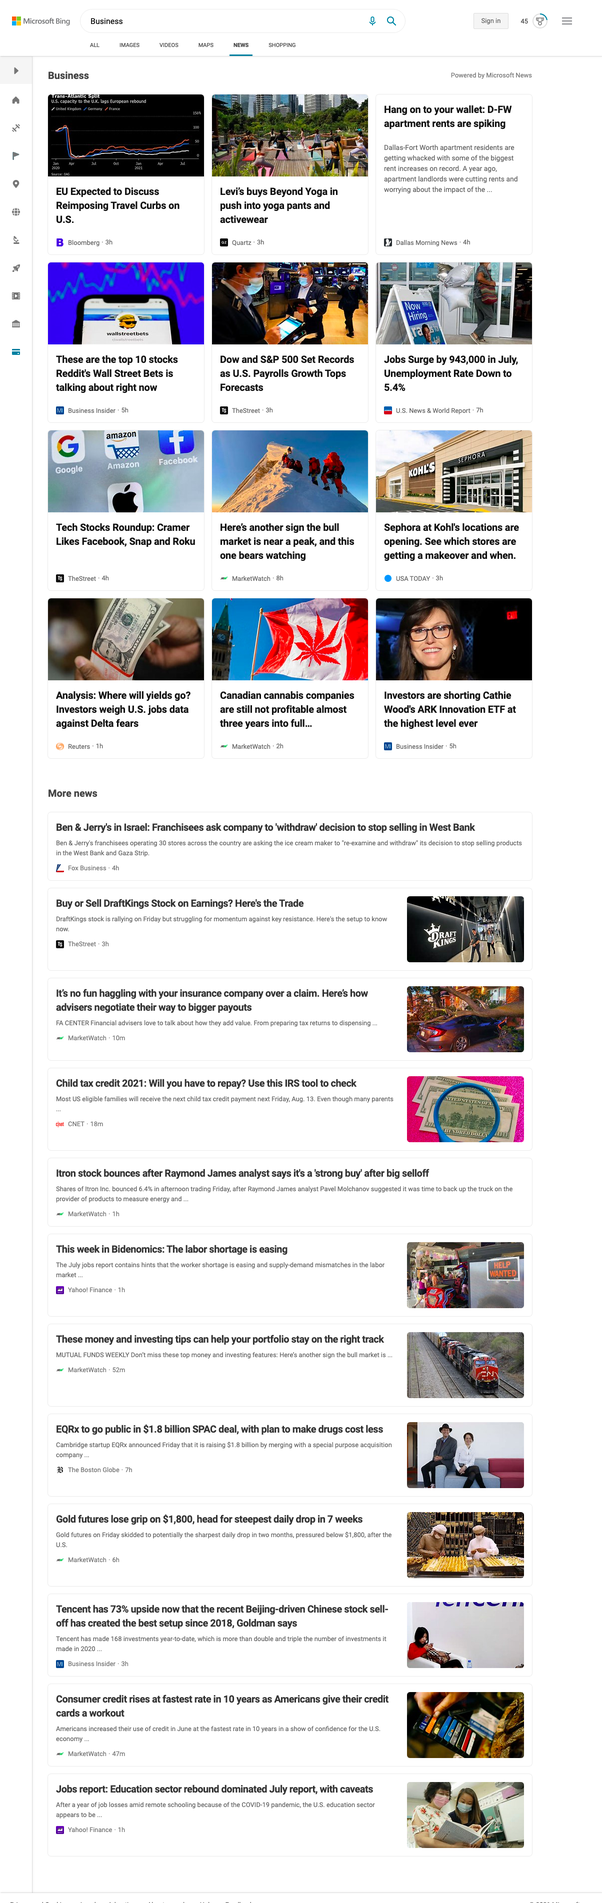 Microsoft Bing
Business
Sign in
45
ALL IMAGES VIDEOS MAPS NEWS SHOPPING
Business
Powered by Microsoft News
Trans-Atlantic Split
U.S. capacity to the U.K. lags European rebound
United Kingdom Germany France
EU Expected to Discuss
Reimposing Travel Curbs on
U.S.
Bloomberg · 3h
Levi's buys Beyond Yoga in
push into yoga pants and
activewear
Quartz · 3h
Hang on to your wallet: D-FW
apartment rents are spiking
Dallas-Fort Worth apartment residents are
getting whacked with some of the biggest
rent increases on record. A year ago,
apartment landlords were cutting rents and
worrying about the impact of the ...
Dallas Morning News · 4h
wallstreetbets
These are the top 10 stocks
Reddit's Wall Street Bets is
talking about right now
Business Insider · 5h
Dow and S&P 500 Set Records
as U.S. Payrolls Growth Tops
Forecasts
TheStreet · 3h
Now
Hiring
Jobs Surge by 943,000 in July,
Unemployment Rate Down to
5.4%
U.S. News & World Report · 7h
Google
amazon
Amazon
Facebook
Tech Stocks Roundup: Cramer
Likes Facebook, Snap and Roku
TheStreet · 4h
Here's another sign the bull
market is near a peak, and this
one bears watching
MarketWatch · 8h
KOHL'S
SEPHORA
Sephora at Kohl's locations are
opening. See which stores are
getting a makeover and when.
USA TODAY · 3h
Analysis: Where will yields go?
Investors weigh U.S. jobs data
against Delta fears
Reuters · 1h
Canadian cannabis companies
are still not profitable almost
three years into full...
MarketWatch · 2h
Investors are shorting Cathie
Wood's ARK Innovation ETF at
the highest level ever
Business Insider · 5h
More news
Ben & Jerry's in Israel: Franchisees ask company to 'withdraw' decision to stop selling in West Bank
Ben & Jerry's franchisees operating 30 stores across the country are asking the ice cream maker to "re-examine and withdraw" its decision to stop selling products
in the West Bank and Gaza Strip.
Fox Business · 4h
Buy or Sell DraftKings Stock on Earnings? Here's the Trade
DraftKings stock is rallying on Friday but struggling for momentum against key resistance. Here's the setup to know
now.
TheStreet · 3h
DRAFT
KINGS
It's no fun haggling with your insurance company over a claim. Here's how
advisers negotiate their way to bigger payouts
FA CENTER Financial advisers love to talk about how they add value. From preparing tax returns to dispensing ...
MarketWatch · 10m
Child tax credit 2021: Will you have to repay? Use this IRS tool to check
Most US eligible families will receive the next child tax credit payment next Friday, Aug. 13. Even though many parents
...
CNET · 18m
Itron stock bounces after Raymond James analyst says it's a 'strong buy' after big selloff
Shares of Itron Inc. bounced 6.4% in afternoon trading Friday, after Raymond James analyst Pavel Molchanov suggested it was time to back up the truck on the
provider of products to measure energy and ...
MarketWatch · 1h
This week in Bidenomics: The labor shortage is easing
The July jobs report contains hints that the worker shortage is easing and supply-demand mismatches in the labor
market ...
Yahoo! Finance · 1h
HELP
WANTED
These money and investing tips can help your portfolio stay on the right track
MUTUAL FUNDS WEEKLY Don't miss these top money and investing features: Here's another sign the bull market is ...
MarketWatch · 52m
EQRx to go public in $1.8 billion SPAC deal, with plan to make drugs cost less
Cambridge startup EQRx announced Friday that it is raising $1.8 billion by merging with a special purpose acquisition
company ...
The Boston Globe · 7h
Gold futures lose grip on $1,800, head for steepest daily drop in 7 weeks
Gold futures on Friday skidded to potentially the sharpest daily drop in two months, pressured below $1,800, after the
U.S.
MarketWatch · 6h
Tencent has 73% upside now that the recent Beijing-driven Chinese stock sell-
off has created the best setup since 2018, Goldman says
Tencent has made 168 investments year-to-date, which is more than double and triple the number of investments it
made in 2020 ...
Business Insider · 3h
Consumer credit rises at fastest rate in 10 years as Americans give their credit
cards a workout
Americans increased their use of credit in June at the fastest rate in 10 years in a show of confidence for the U.S.
economy ...
MarketWatch · 47m
Jobs report: Education sector rebound dominated July report, with caveats
After a year of job losses amid remote schooling because of the COVID-19 pandemic, the U.S. education sector
appears to be ...
Yahoo! Finance · 1h